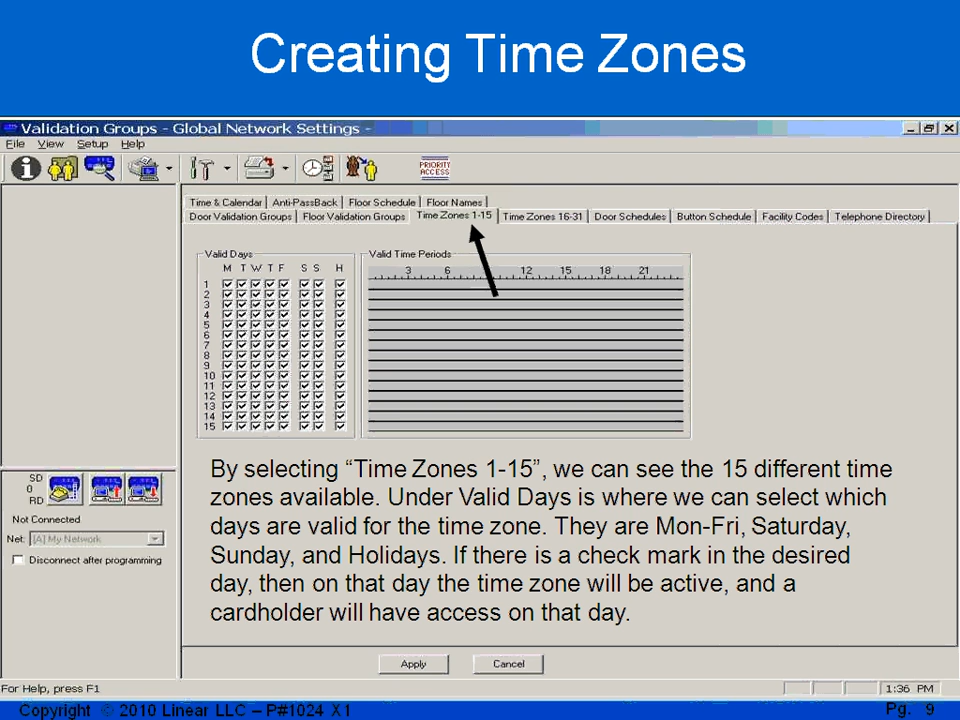 Creating Time Zones
Validation Groups - Global Network Settings -
File View Setup Help
PRIORITY
ACCESS
Time & Calendar Anti-PassBack Floor Schedule Floor Names
Door Validation Groups Floor Validation Groups Time Zones 1-15 Time Zones 16-31 Door Schedules Button Schedule Facility Codes Telephone Directory
Valid Days Valid Time Periods
M T W T F S S H 3 6 12 15 18 21
1
2
3
4
5
6
7
8
9
10
11
12
13
14
15
By selecting “Time Zones 1-15”, we can see the 15 different time
zones available. Under Valid Days is where we can select which
days are valid for the time zone. They are Mon-Fri, Saturday,
Sunday, and Holidays. If there is a check mark in the desired
day, then on that day the time zone will be active, and a
cardholder will have access on that day.
SD
0
RD
Not Connected
Net: [A] My Network
Disconnect after programming
Apply Cancel
For Help, press F1 1:36 PM
Copyright © 2010 Linear LLC – P#1024 X1 Pg. 9